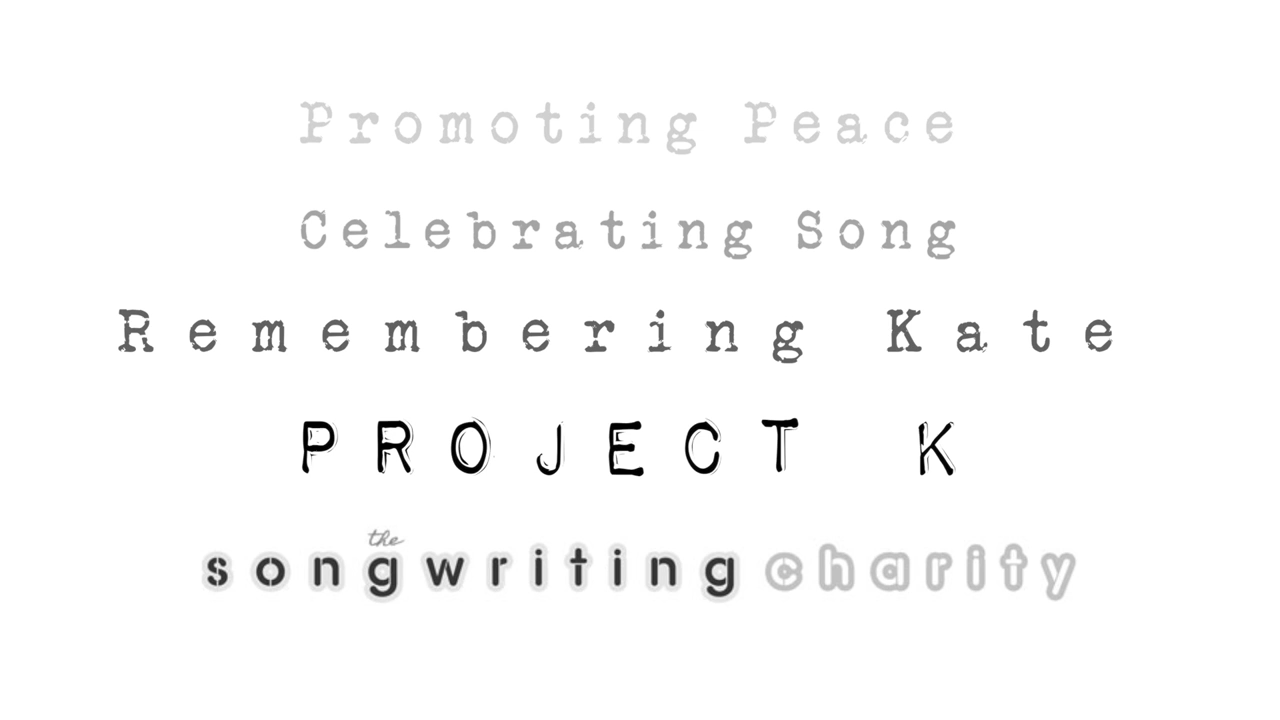 Promoting Peace
Celebrating Song
Remembering Kate
PROJECT K
the
songwriting charity